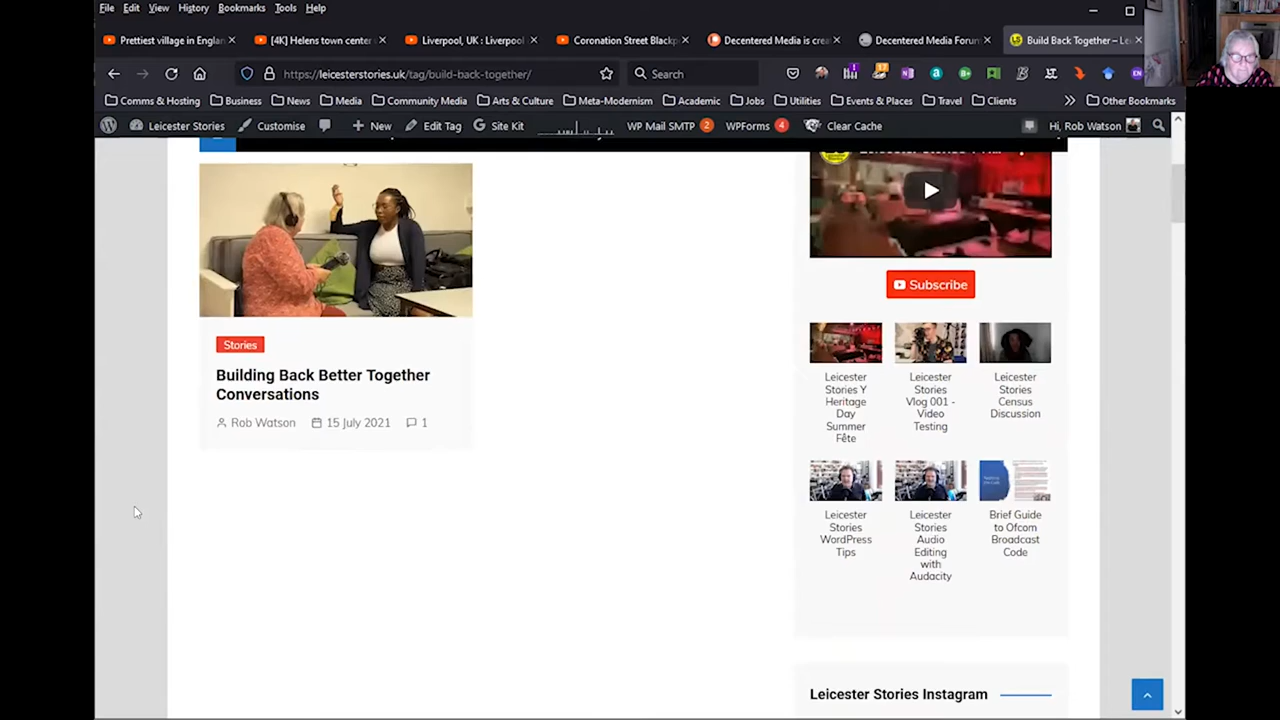 File Edit View History Bookmarks Tools Help
Prettiest village in Englan
[4K] Helens town center
Liverpool, UK : Liverpool
Coronation Street Blackp
Decentered Media is crea
Decentered Media Forum
Build Back Together – Le
https://leicesterstories.uk/tag/build-back-together/
Search
Comms & Hosting Business News Media Community Media Arts & Culture Meta-Modernism Academic Jobs Utilities Events & Places Travel Clients Other Bookmarks
Leicester Stories Customise New Edit Tag Site Kit WP Mail SMTP 2 WPForms 4 Clear Cache Hi, Rob Watson
Subscribe
Stories
Building Back Better Together
Conversations
Rob Watson 15 July 2021 1
Leicester
Stories Y
Heritage
Day
Summer
Fête
Leicester
Stories
Vlog 001 -
Video
Testing
Leicester
Stories
Census
Discussion
Leicester
Stories
WordPress
Tips
Leicester
Stories
Audio
Editing
with
Audacity
Brief Guide
to Ofcom
Broadcast
Code
Leicester Stories Instagram